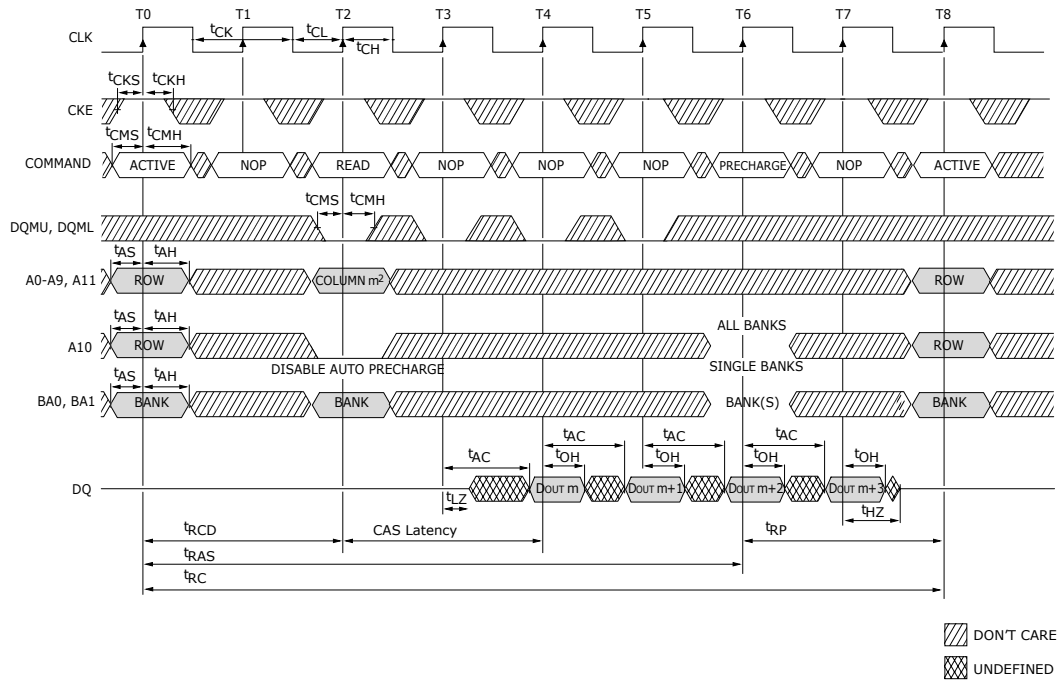 T0 T1 T2 T3 T4 T5 T6 T7 T8
CLK
tCK tCL tCH
tCKS tCKH
CKE
tCMS tCMH
COMMAND ACTIVE NOP READ NOP NOP NOP PRECHARGE NOP ACTIVE
tCMS tCMH
DQMU, DQML
tAS tAH
A0-A9, A11 ROW COLUMN m2 ROW
tAS tAH
ALL BANKS
A10 ROW ROW
DISABLE AUTO PRECHARGE SINGLE BANKS
tAS tAH
BA0, BA1 BANK BANK BANK(S) BANK
tAC tAC tAC tAC
tOH tOH tOH tOH
DQ DOUT m DOUT m+1 DOUT m+2 DOUT m+3
tLZ tHZ
tRCD CAS Latency tRP
tRAS
tRC
DON'T CARE
UNDEFINED